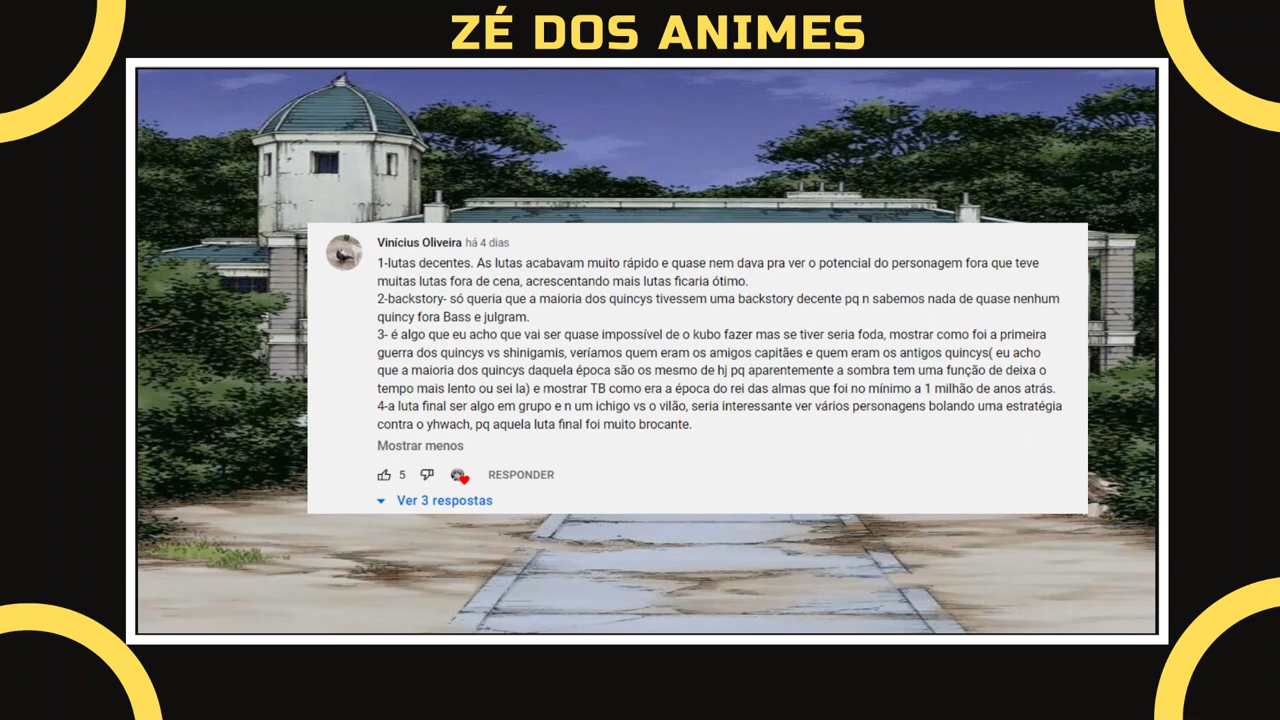 ZÉ DOS ANIMES
Vinícius Oliveira há 4 dias
1-lutas decentes. As lutas acabavam muito rápido e quase nem dava pra ver o potencial do personagem fora que teve
muitas lutas fora de cena, acrescentando mais lutas ficaria ótimo.
2-backstory- só queria que a maioria dos quincys tivessem uma backstory decente pq n sabemos nada de quase nenhum
quincy fora Bass e julgram.
3- é algo que eu acho que vai ser quase impossível de o kubo fazer mas se tiver seria foda, mostrar como foi a primeira
guerra dos quincys vs shinigamis, veríamos quem eram os amigos capitães e quem eram os antigos quincys( eu acho
que a maioria dos quincys daquela época são os mesmo de hj pq aparentemente a sombra tem uma função de deixa o
tempo mais lento ou sei la) e mostrar TB como era a época do rei das almas que foi no mínimo a 1 milhão de anos atrás.
4-a luta final ser algo em grupo e n um ichigo vs o vilão, seria interessante ver vários personagens bolando uma estratégia
contra o yhwach, pq aquela luta final foi muito brocante.
Mostrar menos
5 RESPONDER
Ver 3 respostas